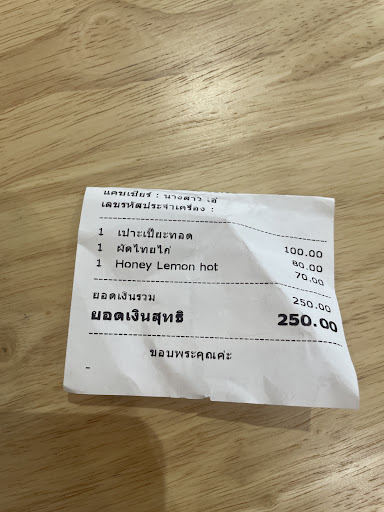 แคชเชียร์ : นางสาว เอ๋
เลขรหัสประจำเครื่อง :
1 เปาะเปี๊ยะทอด 100.00
1 ผัดไทยไก่ 80.00
1 Honey Lemon hot 70.00
ยอดเงินรวม 250.00
ยอดเงินสุทธิ 250.00
ขอบพระคุณค่ะ
-